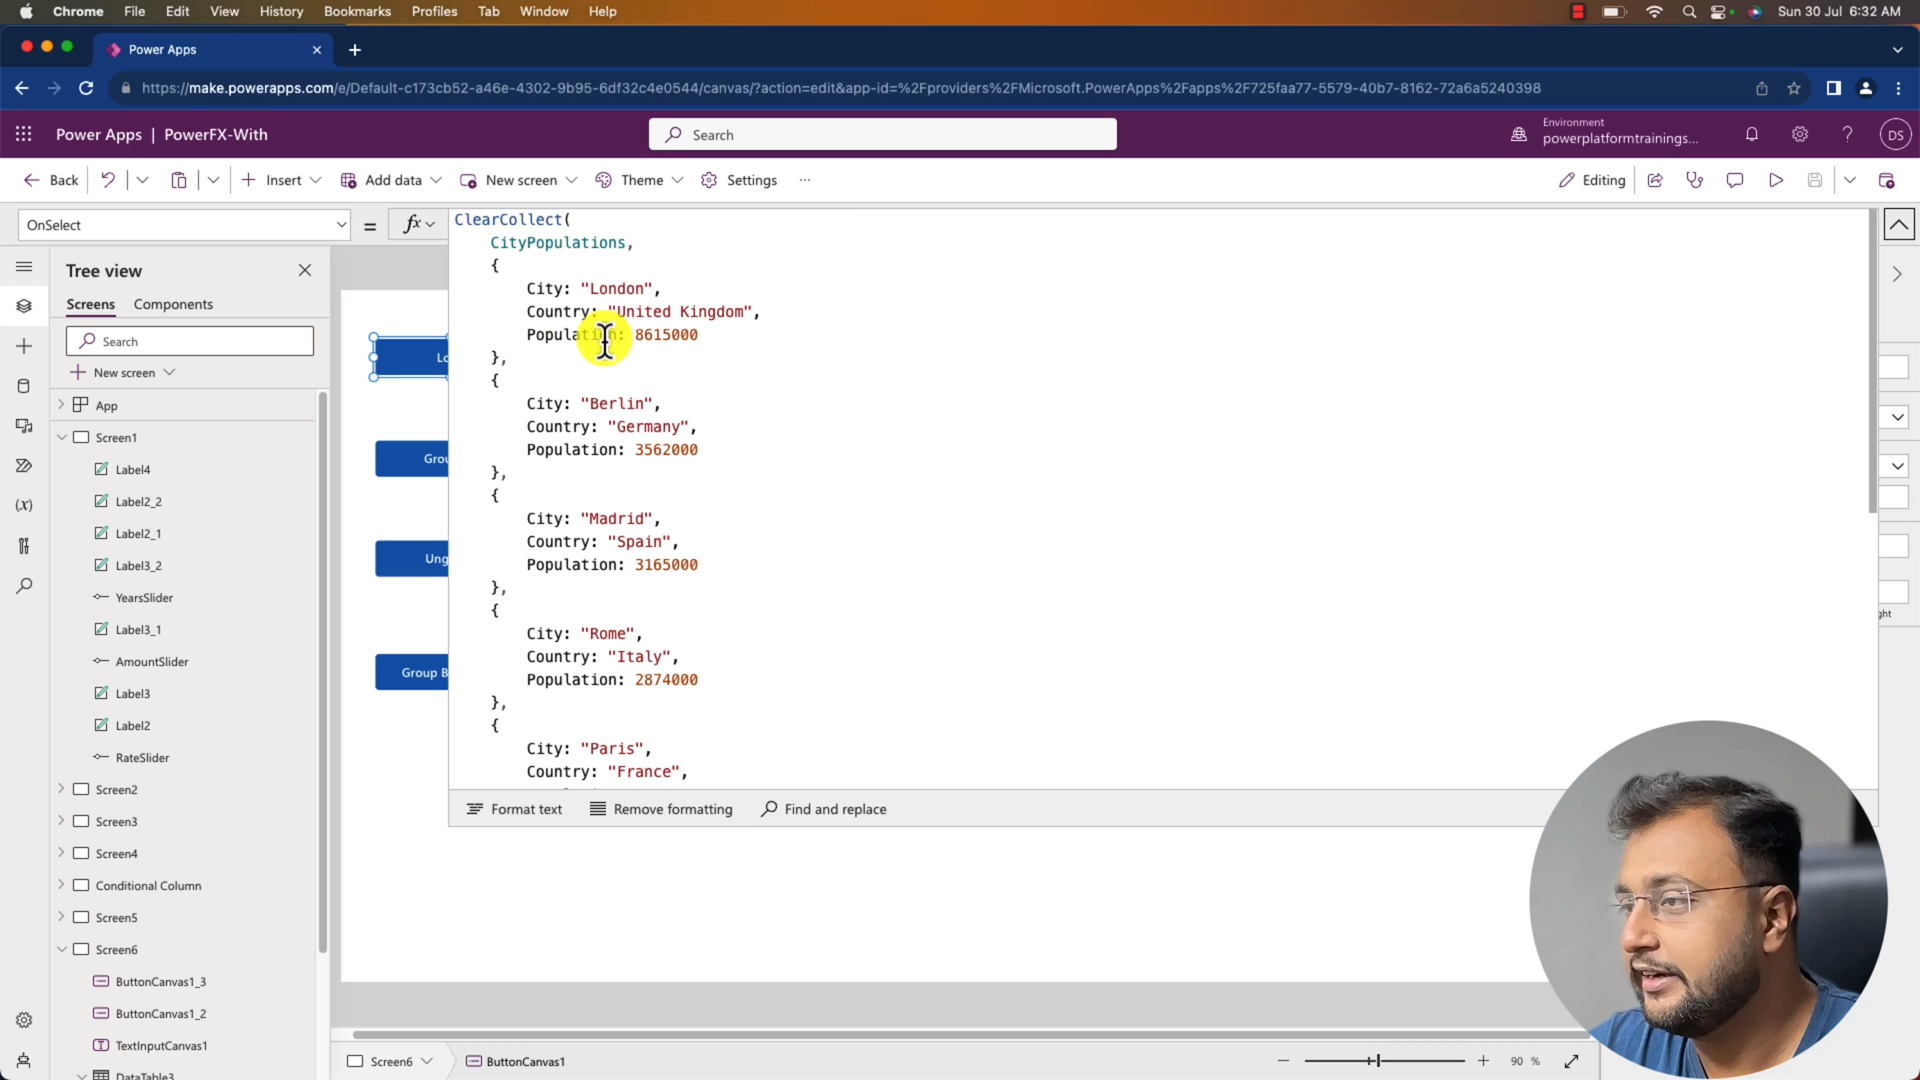 Chrome File Edit View History Bookmarks Profiles Tab Window Help Sun 30 Jul 6:32 AM
Power Apps
https://make.powerapps.com/e/Default-c173cb52-a46e-4302-9b95-6df32c4e0544/canvas/?action=edit&app-id=%2Fproviders%2FMicrosoft.PowerApps%2Fapps%2F725faa77-5579-40b7-8162-72a6a5240398
Power Apps | PowerFX-With
Search
Environment
powerplatformtrainings...
DS
Back Insert Add data New screen Theme Settings ... Editing
OnSelect = fx
ClearCollect(
CityPopulations,
{
City: "London",
Country: "United Kingdom",
Population: 8615000
},
{
City: "Berlin",
Country: "Germany",
Population: 3562000
},
{
City: "Madrid",
Country: "Spain",
Population: 3165000
},
{
City: "Rome",
Country: "Italy",
Population: 2874000
},
{
City: "Paris",
Country: "France",
Format text Remove formatting Find and replace
Tree view
Screens Components
Search
New screen
App
Screen1
Label4
Label2_2
Label2_1
Label3_2
YearsSlider
Label3_1
AmountSlider
Label3
Label2
RateSlider
Screen2
Screen3
Screen4
Conditional Column
Screen5
Screen6
ButtonCanvas1_3
ButtonCanvas1_2
TextInputCanvas1
DataTable3
Lo
Grou
Ung
Group B
ght
Screen6 ButtonCanvas1
90 %